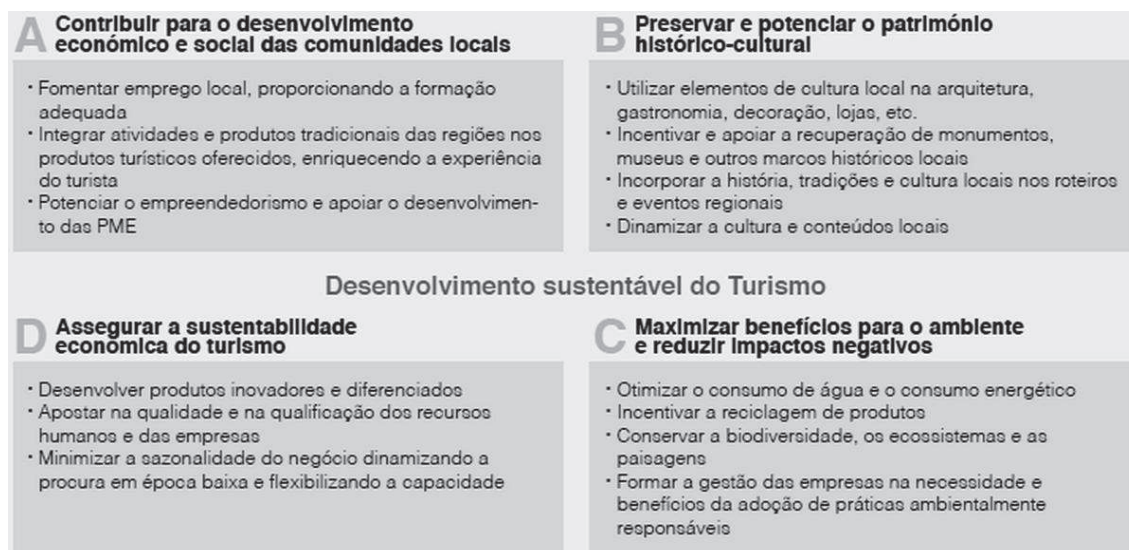 A Contribuir para o desenvolvimento
económico e social das comunidades locais
· Fomentar emprego local, proporcionando a formação
adequada
· Integrar atividades e produtos tradicionais das regiões nos
produtos turísticos oferecidos, enriquecendo a experiência
do turista
· Potenciar o empreendedorismo e apoiar o desenvolvimen-
to das PME
B Preservar e potenciar o património
histórico-cultural
· Utilizar elementos de cultura local na arquitetura,
gastronomia, decoração, lojas, etc.
· Incentivar e apoiar a recuperação de monumentos,
museus e outros marcos históricos locais
· Incorporar a história, tradições e cultura locais nos roteiros
e eventos regionais
· Dinamizar a cultura e conteúdos locais
Desenvolvimento sustentável do Turismo
D Assegurar a sustentabilidade
económica do turismo
· Desenvolver produtos inovadores e diferenciados
· Apostar na qualidade e na qualificação dos recursos
humanos e das empresas
· Minimizar a sazonalidade do negócio dinamizando a
procura em época baixa e flexibilizando a capacidade
C Maximizar benefícios para o ambiente
e reduzir impactos negativos
· Otimizar o consumo de água e o consumo energético
· Incentivar a reciclagem de produtos
· Conservar a biodiversidade, os ecossistemas e as
paisagens
· Formar a gestão das empresas na necessidade e
benefícios da adoção de práticas ambientalmente
responsáveis